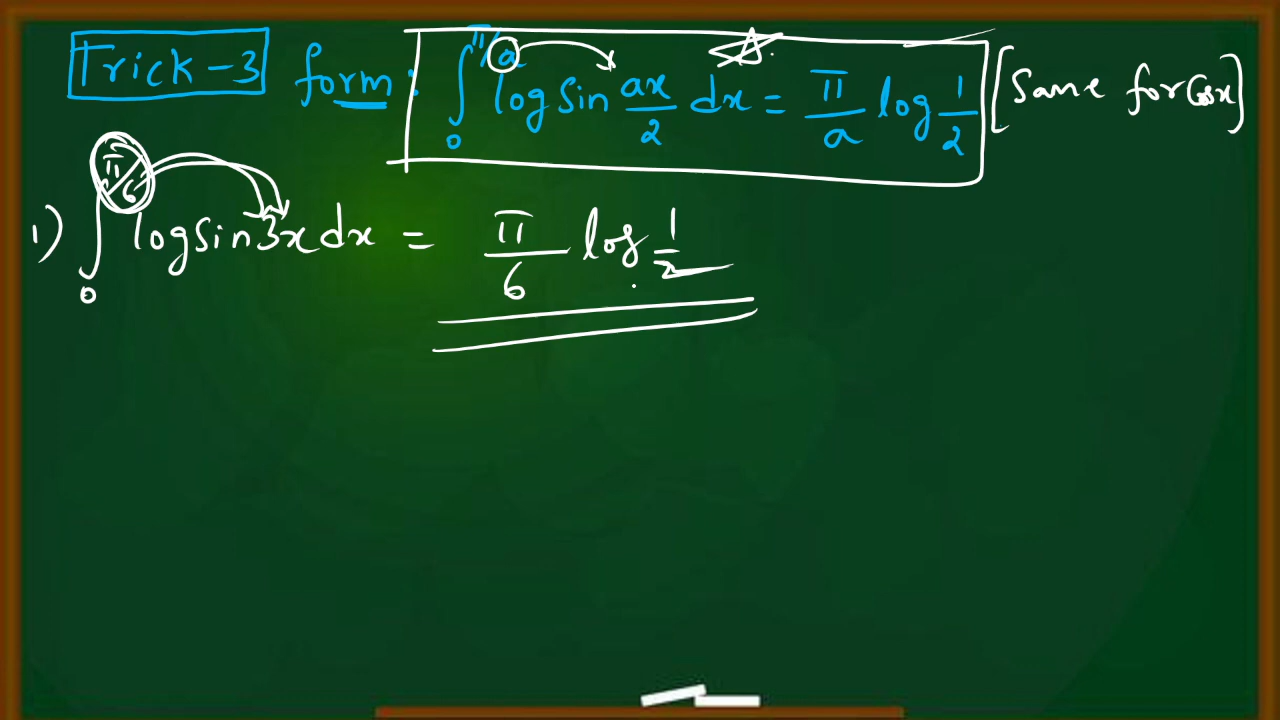 Trick-3 form: ∫₀^π/a log sin ax/2 dx = π/a log 1/2 [Same for Cosx]
1) ∫₀^π/6 log sin 3x dx = π/6 log 1/2